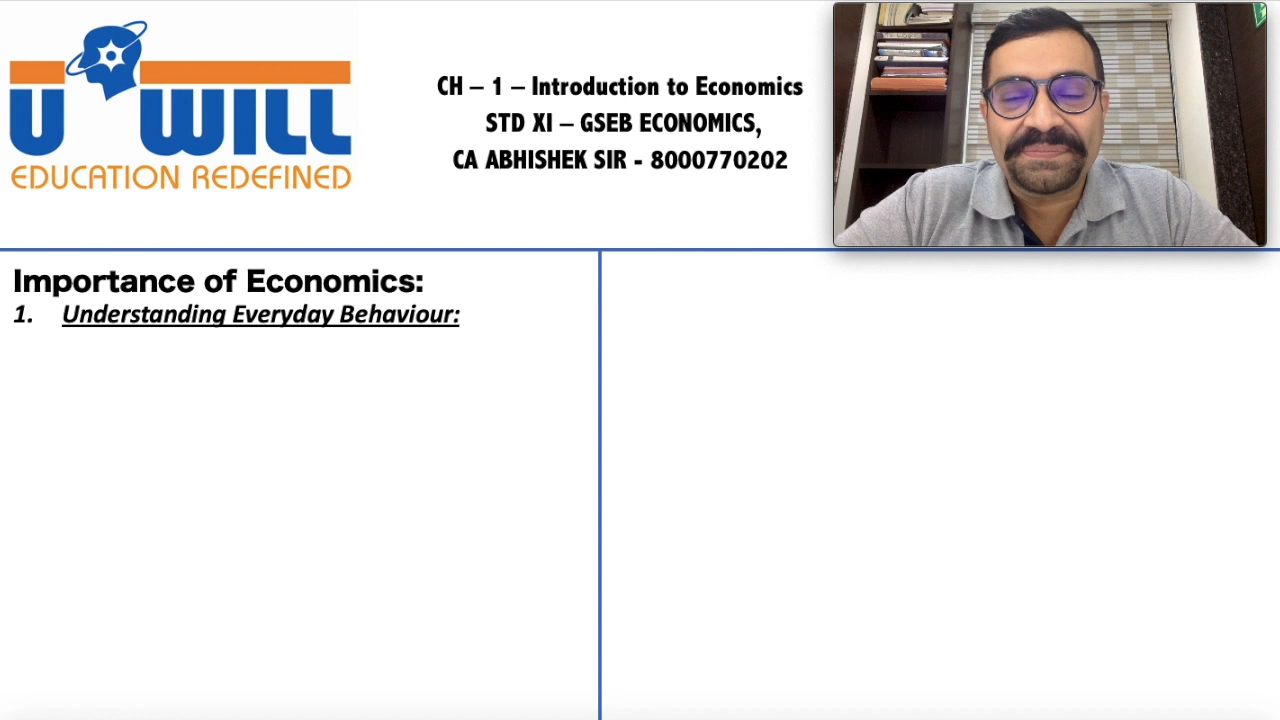 U WILL
EDUCATION REDEFINED
CH – 1 – Introduction to Economics
STD XI – GSEB ECONOMICS,
CA ABHISHEK SIR - 8000770202
Importance of Economics:
1. Understanding Everyday Behaviour: